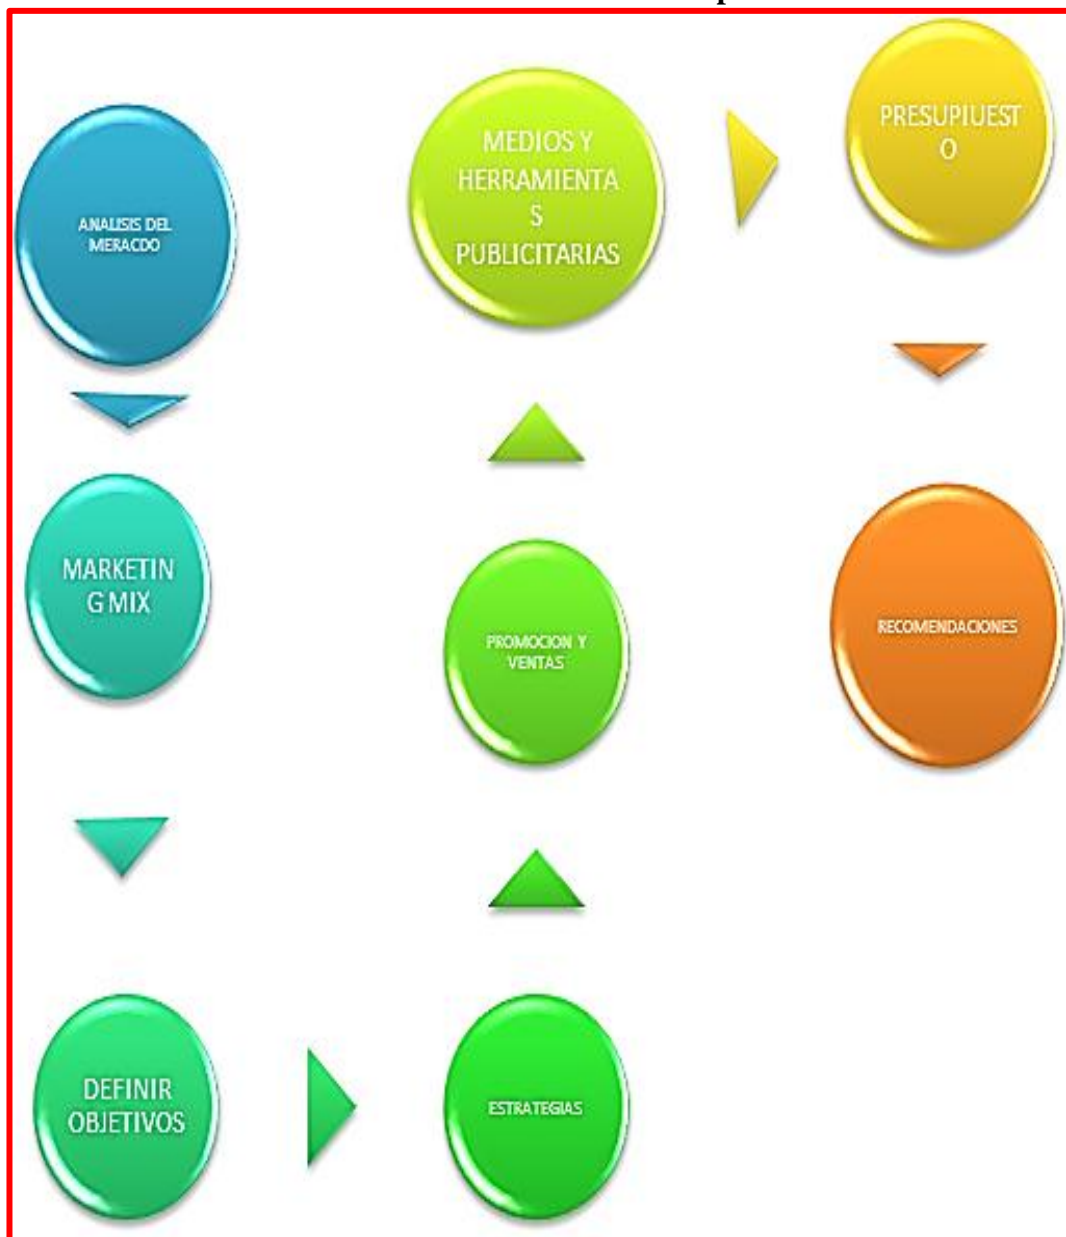 ANALISIS DEL
MERACDO
MARKETIN
G MIX
DEFINIR
OBJETIVOS
ESTRATEGIAS
PROMOCION Y
VENTAS
MEDIOS Y
HERRAMIENTA
S
PUBLICITARIAS
PRESUPIUEST
O
RECOMENDACIONES